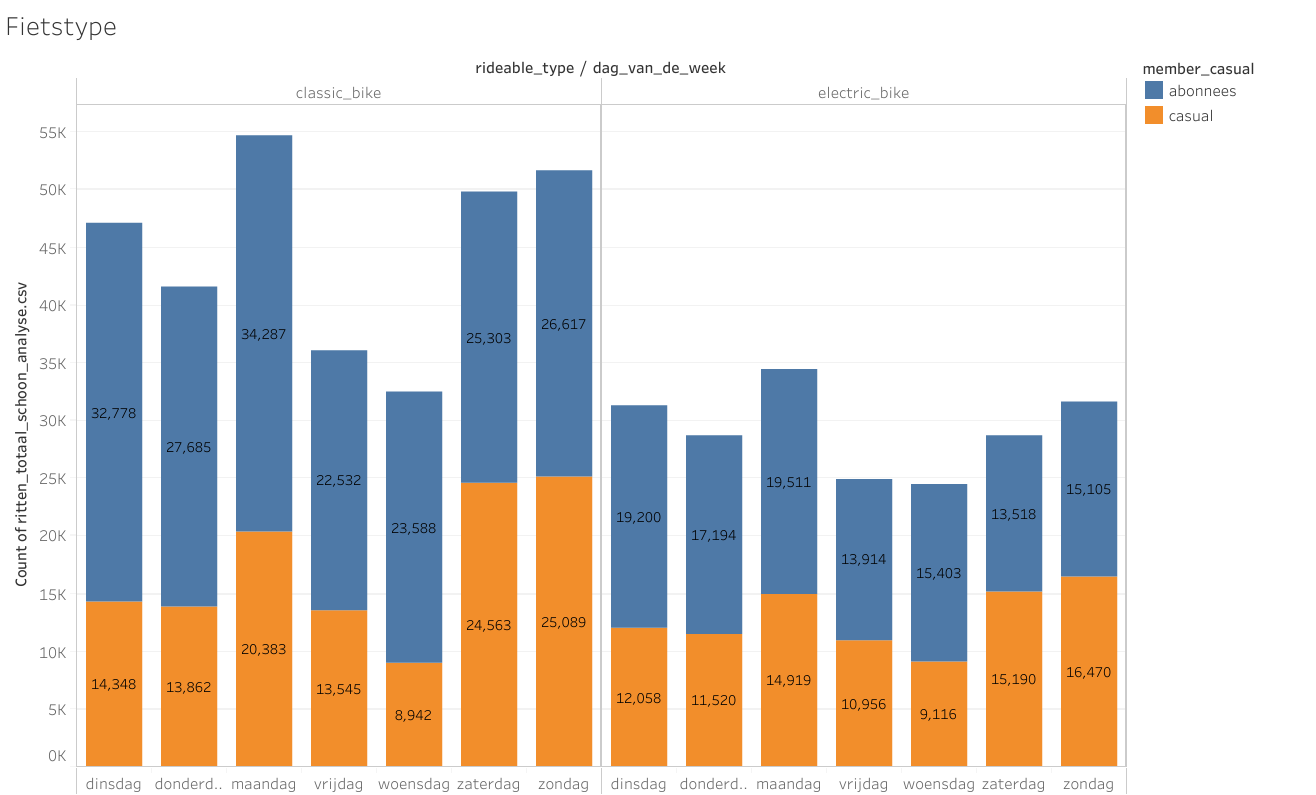 Fietstype
rideable_type / dag_van_de_week
member_casual
classic_bike
electric_bike
abonnees
casual
Count of ritten_totaal_schoon_analyse.csv
55K
50K
45K
40K
35K
30K
25K
20K
15K
10K
5K
0K
32,778
14,348
27,685
13,862
34,287
20,383
22,532
13,545
23,588
8,942
25,303
24,563
26,617
25,089
19,200
12,058
17,194
11,520
19,511
14,919
13,914
10,956
15,403
9,116
13,518
15,190
15,105
16,470
dinsdag donderd.. maandag vrijdag woensdag zaterdag zondag dinsdag donderd.. maandag vrijdag woensdag zaterdag zondag